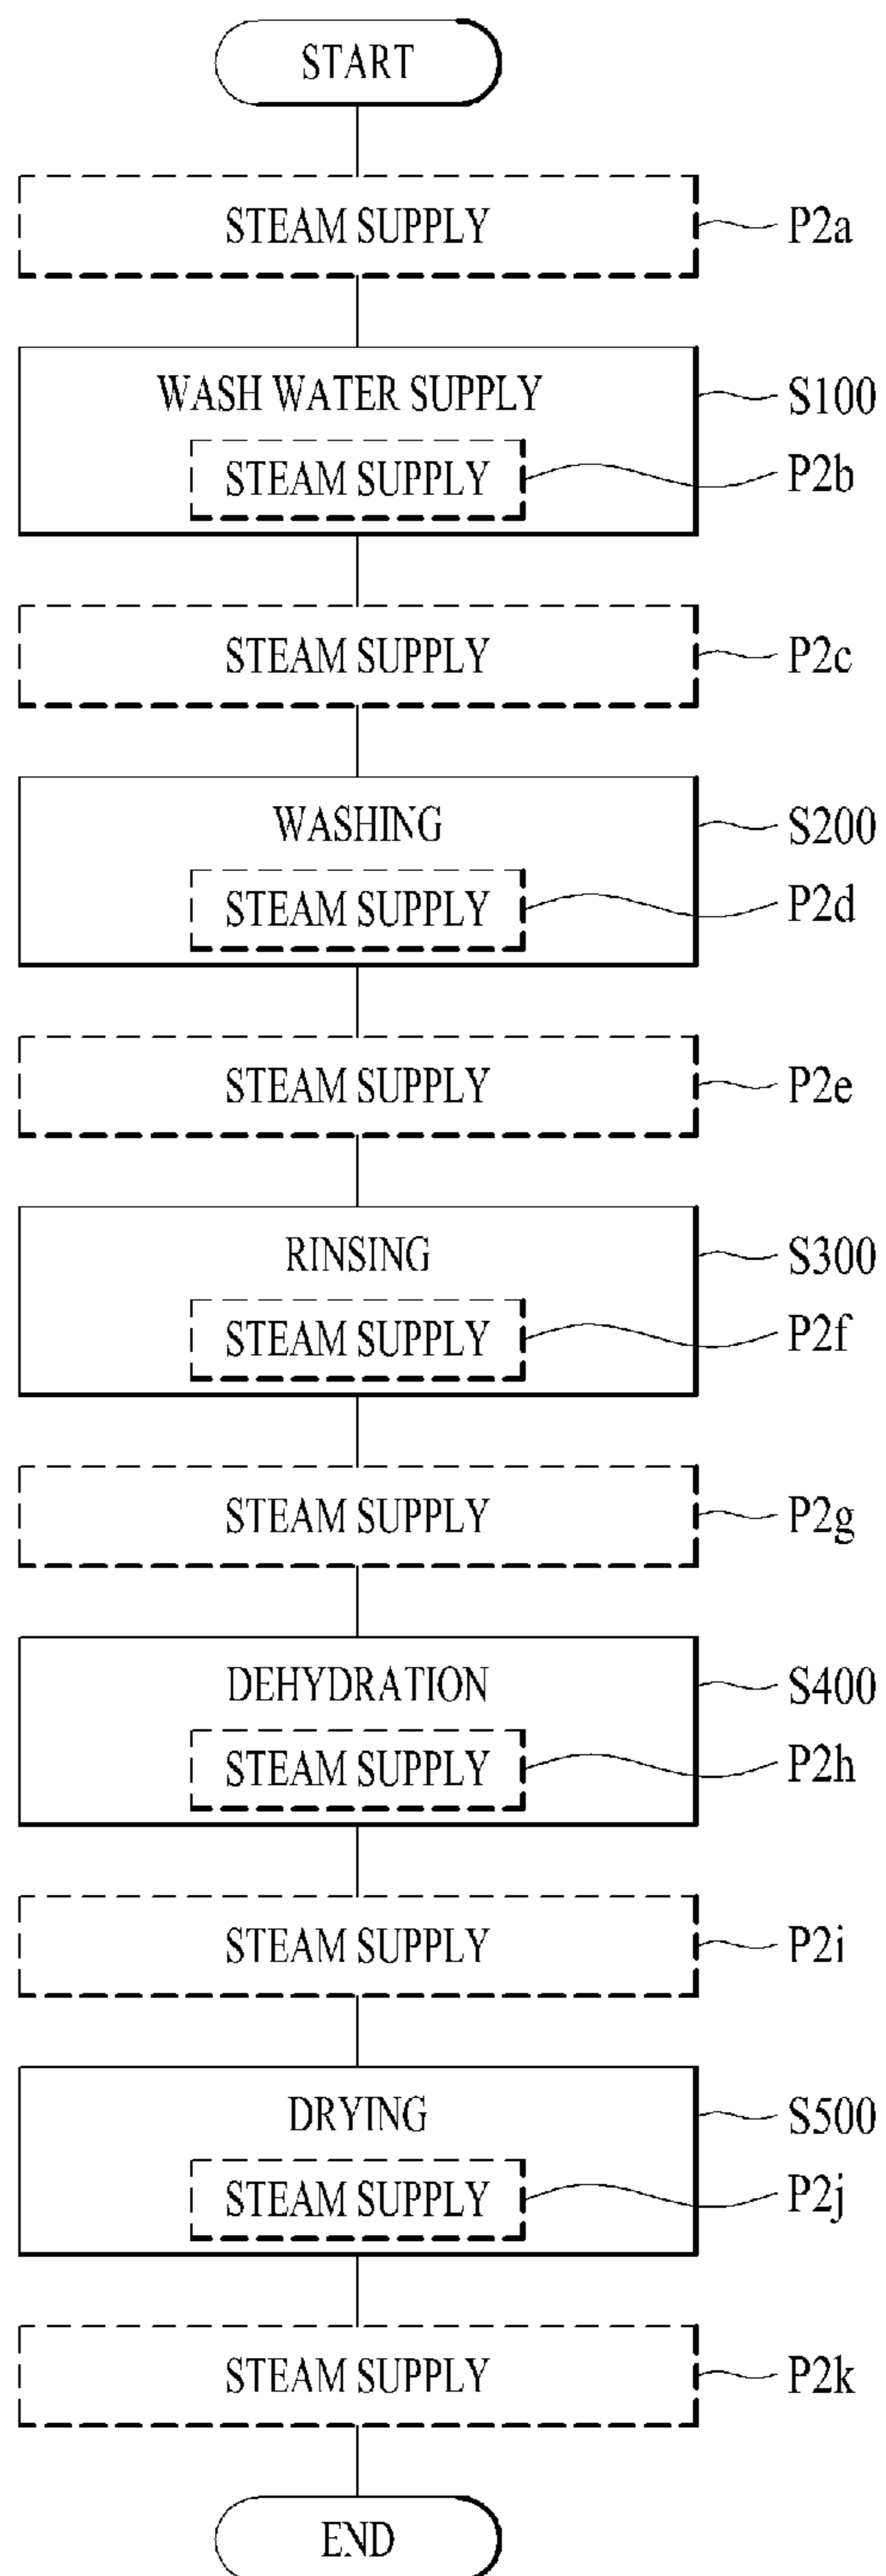 START
STEAM SUPPLY
P2a
WASH WATER SUPPLY
S100
STEAM SUPPLY
P2b
STEAM SUPPLY
P2c
WASHING
S200
STEAM SUPPLY
P2d
STEAM SUPPLY
P2e
RINSING
S300
STEAM SUPPLY
P2f
STEAM SUPPLY
P2g
DEHYDRATION
S400
STEAM SUPPLY
P2h
STEAM SUPPLY
P2i
DRYING
S500
STEAM SUPPLY
P2j
STEAM SUPPLY
P2k
END